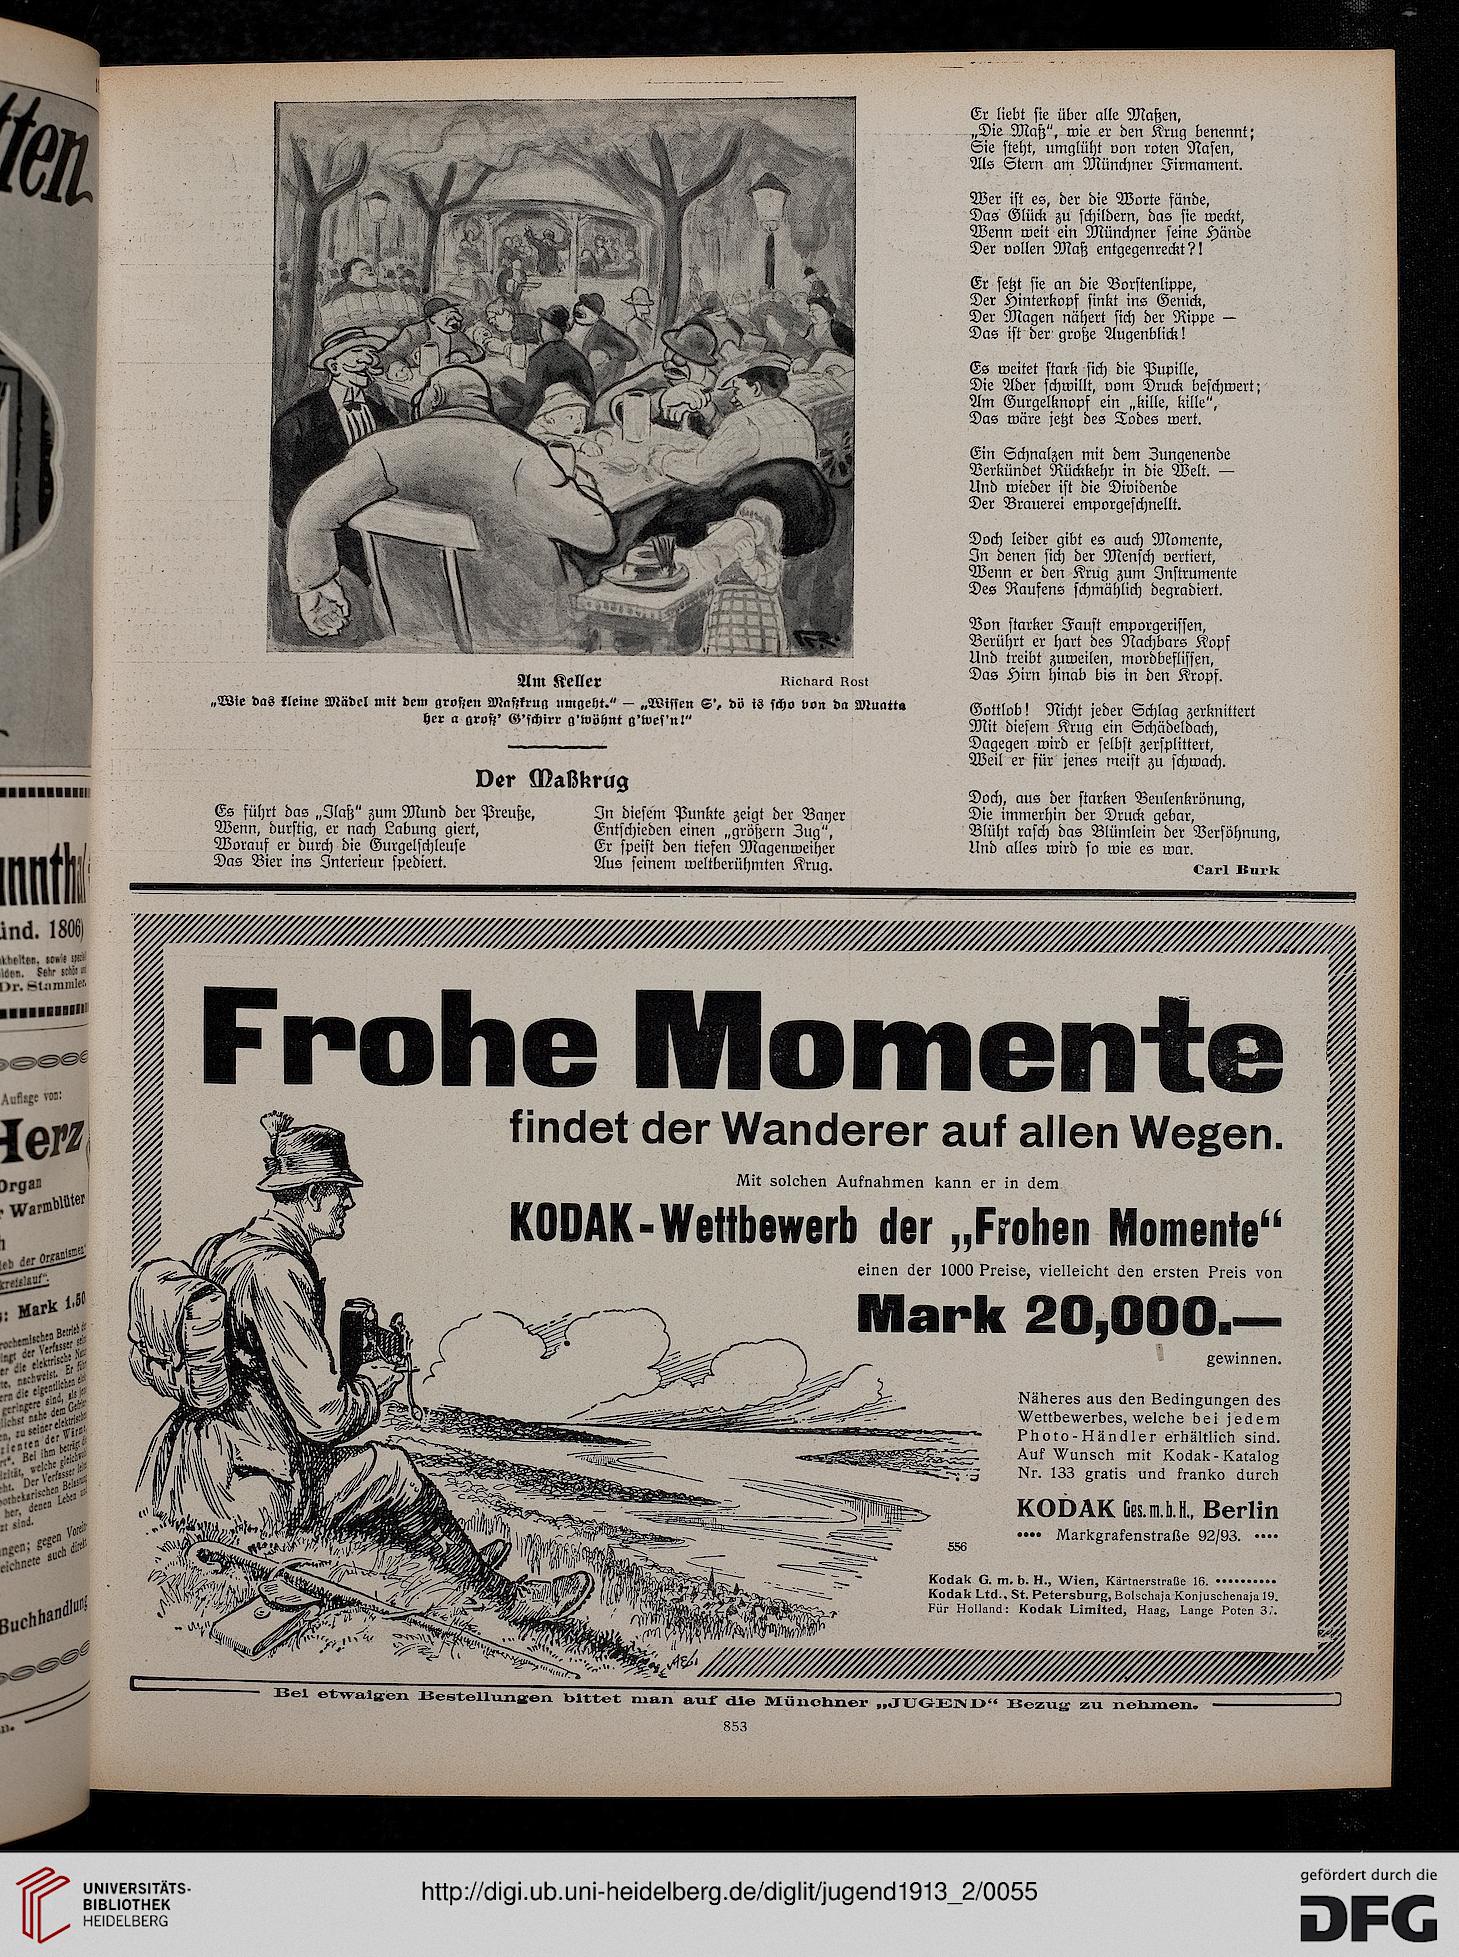 Am Keller
Richard Rost
„Wie das kleine Mädel mit dem großen Maßkrug umgeht.“ — „Wissen S', dö is scho von da Muatta
her a groß' G'schirr g'wöhnt g'wes'n!“
Der Maßkrug
Es führt das „Ilaß“ zum Mund der Preuße,
Wenn, durstig, er nach Labung giert,
Worauf er durch die Gurgelschleuse
Das Bier ins Interieur spediert.
In diesem Punkte zeigt der Bayer
Entschieden einen „größern Zug“,
Er speist den tiefen Magenweiher
Aus seinem weltberühmten Krug.
Er liebt sie über alle Maßen,
„Die Maß“, wie er den Krug benennt;
Sie steht, umglüht von roten Nasen,
Als Stern am Münchner Firmament.
Wer ist es, der die Worte fände,
Das Glück zu schildern, das sie weckt,
Wenn weit ein Münchner seine Hände
Der vollen Maß entgegenreckt?!
Er setzt sie an die Borstenlippe,
Der Hinterkopf sinkt ins Genick,
Der Magen nähert sich der Rippe —
Das ist der große Augenblick!
Es weitet stark sich die Pupille,
Die Ader schwillt, vom Druck beschwert;
Am Gurgelknopf ein „kille, kille“,
Das wäre jetzt des Todes wert.
Ein Schnalzen mit dem Zungenende
Verkündet Rückkehr in die Welt. —
Und wieder ist die Dividende
Der Brauerei emporgeschnellt.
Doch leider gibt es auch Momente,
In denen sich der Mensch vertiert,
Wenn er den Krug zum Instrumente
Des Raufens schmählich degradiert.
Von starker Faust emporgerissen,
Berührt er hart des Nachbars Kopf
Und treibt zuweilen, mordbeflissen,
Das Hirn hinab bis in den Kropf.
Gottlob! Nicht jeder Schlag zerknittert
Mit diesem Krug ein Schädeldach,
Dagegen wird er selbst zersplittert,
Weil er für jenes meist zu schwach.
Doch, aus der starken Beulenkrönung,
Die immerhin der Druck gebar,
Blüht rasch das Blümlein der Versöhnung,
Und alles wird so wie es war.
Carl Burk
Frohe Momente
findet der Wanderer auf allen Wegen.
Mit solchen Aufnahmen kann er in dem
KODAK-Wettbewerb der „Frohen Momente“
einen der 1000 Preise, vielleicht den ersten Preis von
Mark 20,000.—
gewinnen.
Näheres aus den Bedingungen des
Wettbewerbes, welche bei jedem
Photo-Händler erhältlich sind.
Auf Wunsch mit Kodak-Katalog
Nr. 133 gratis und franko durch
KODAK Ges. m. b. H., Berlin
•••• Markgrafenstraße 92/93. ••••
556
Kodak G. m. b. H., Wien, Kärtnerstraße 16. ••••••••••
Kodak Ltd., St. Petersburg, Bolschaja Konjuschenaja 19.
Für Holland: Kodak Limited, Haag, Lange Poten
Bei etwaigen Bestellungen bittet man auf die Münchner „JUGEND“ Bezug zu nehmen.
853
tten
ünd. 1806)
Dr. Stammler.
Auflage von:
Herz
Organ
Warmblüter
kreislauf“.
Mark 1.50
Buchhandlung
UNIVERSITÄTS-
BIBLIOTHEK
HEIDELBERG
http://digi.ub.uni-heidelberg.de/diglit/jugend1913_2/0055
gefördert durch die
DFG